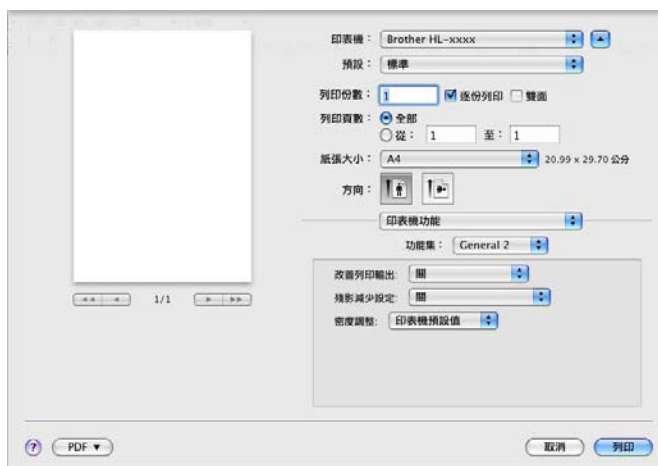 印表機： Brother HL-xxxx
預設： 標準
列印份數： 1 逐份列印 雙面
列印頁數： 全部
從： 1 至： 1
紙張大小： A4 20.99 x 29.70 公分
方向：
印表機功能
功能集： General 2
改善列印輸出: 關
殘影減少設定: 關
密度調整: 印表機預設值
1/1
? PDF ▼ 取消 列印